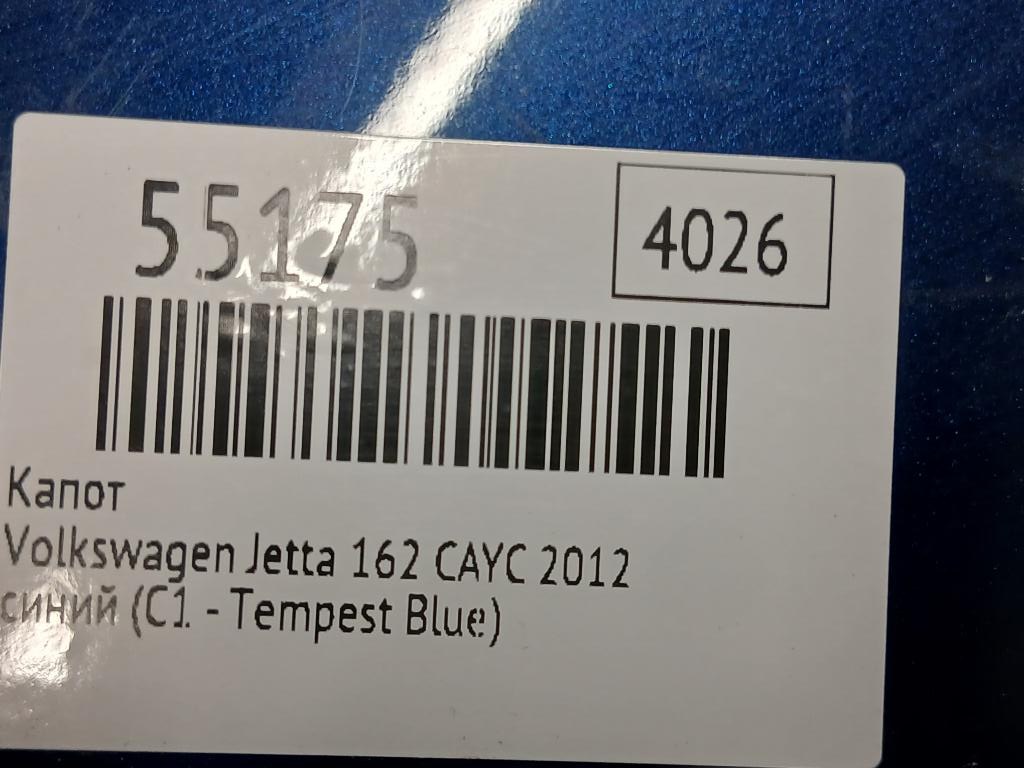 55175
4026
Капот
Volkswagen Jetta 162 CAYC 2012
синий (C1 - Tempest Blue)